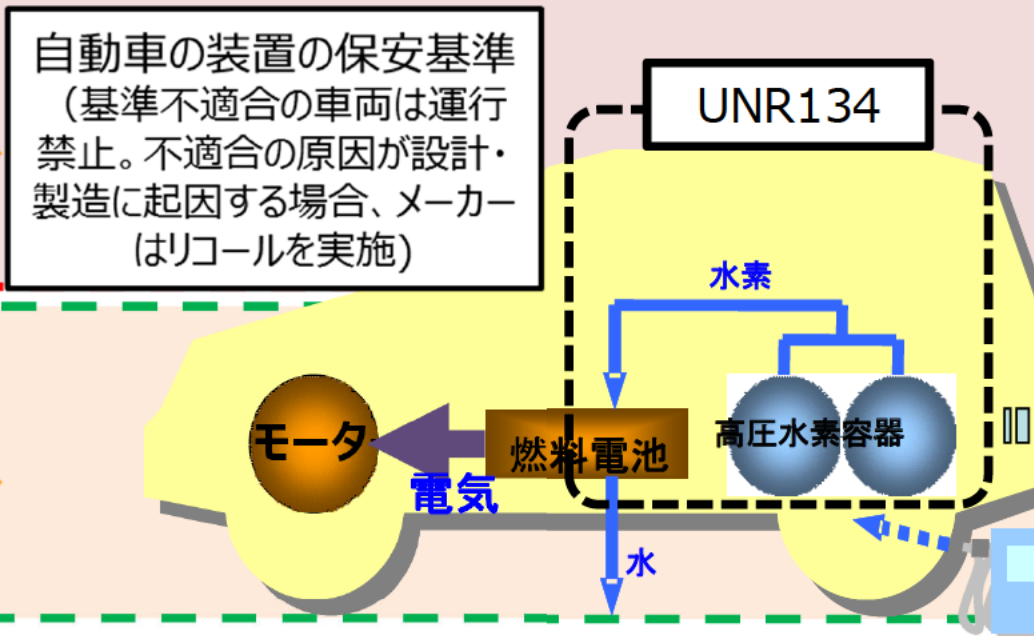 自動車の装置の保安基準
（基準不適合の車両は運行
禁止。不適合の原因が設計・
製造に起因する場合、メーカー
はリコールを実施)
UNR134
水素
モータ
燃料電池
高圧水素容器
電気
水